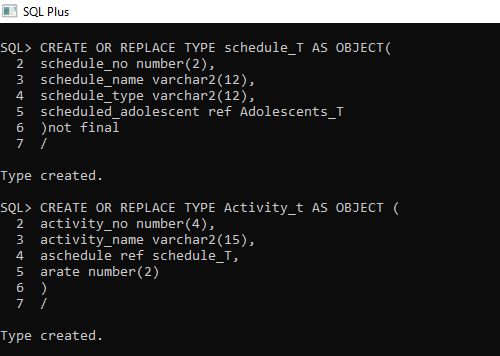 SQL Plus
SQL> CREATE OR REPLACE TYPE schedule_T AS OBJECT(
2 schedule_no number(2),
3 schedule_name varchar2(12),
4 schedule_type varchar2(12),
5 scheduled_adolescent ref Adolescents_T
6 )not final
7 /
Type created.
SQL> CREATE OR REPLACE TYPE Activity_t AS OBJECT (
2 activity_no number(4),
3 activity_name varchar2(15),
4 aschedule ref schedule_T,
5 arate number(2)
6 )
7 /
Type created.